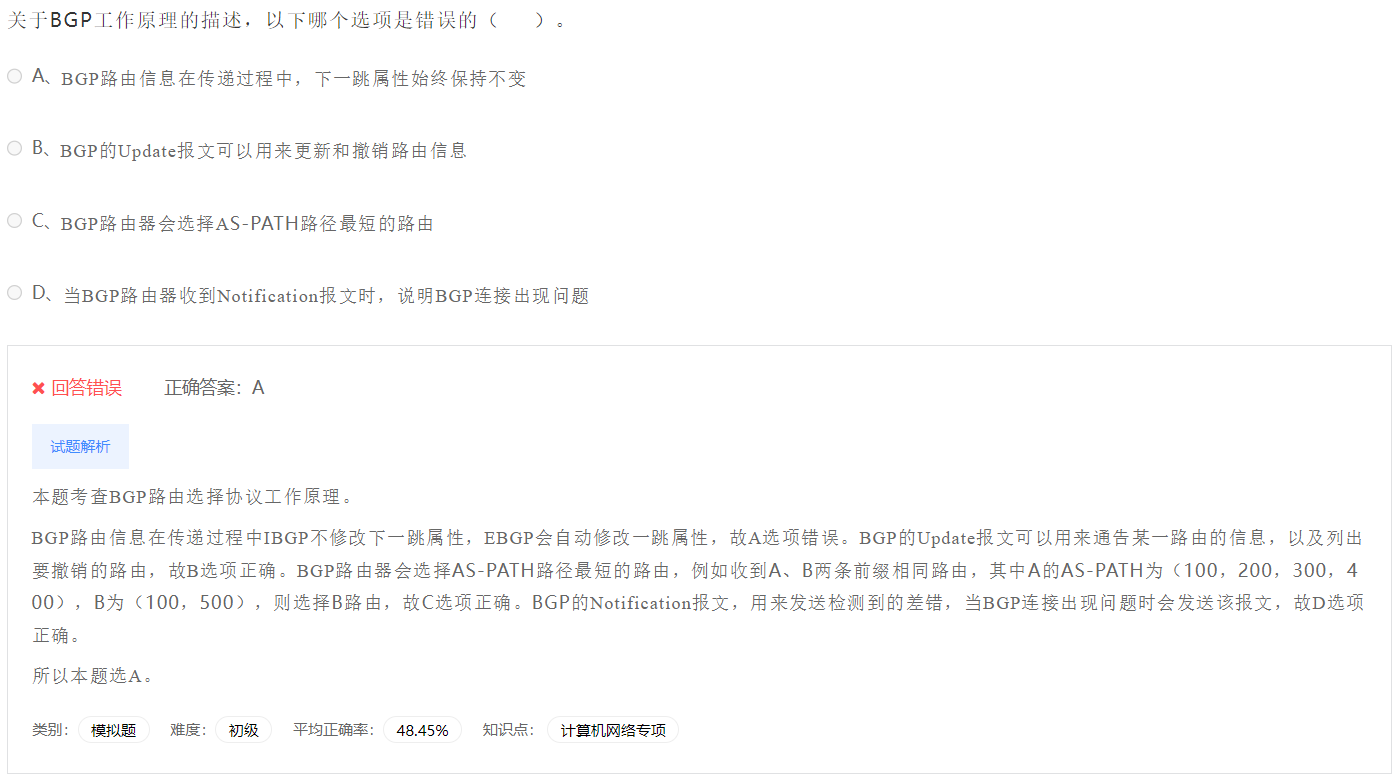 关于BGP工作原理的描述，以下哪个选项是错误的（　　）。
A、BGP路由信息在传递过程中，下一跳属性始终保持不变
B、BGP的Update报文可以用来更新和撤销路由信息
C、BGP路由器会选择AS-PATH路径最短的路由
D、当BGP路由器收到Notification报文时，说明BGP连接出现问题
回答错误 正确答案：A
试题解析
本题考查BGP路由选择协议工作原理。
BGP路由信息在传递过程中IBGP不修改下一跳属性，EBGP会自动修改一跳属性，故A选项错误。BGP的Update报文可以用来通告某一路由的信息，以及列出
要撤销的路由，故B选项正确。BGP路由器会选择AS-PATH路径最短的路由，例如收到A、B两条前缀相同路由，其中A的AS-PATH为（100，200，300，4
00），B为（100，500），则选择B路由，故C选项正确。BGP的Notification报文，用来发送检测到的差错，当BGP连接出现问题时会发送该报文，故D选项
正确。
所以本题选A。
类别： 模拟题 难度： 初级 平均正确率： 48.45% 知识点： 计算机网络专项